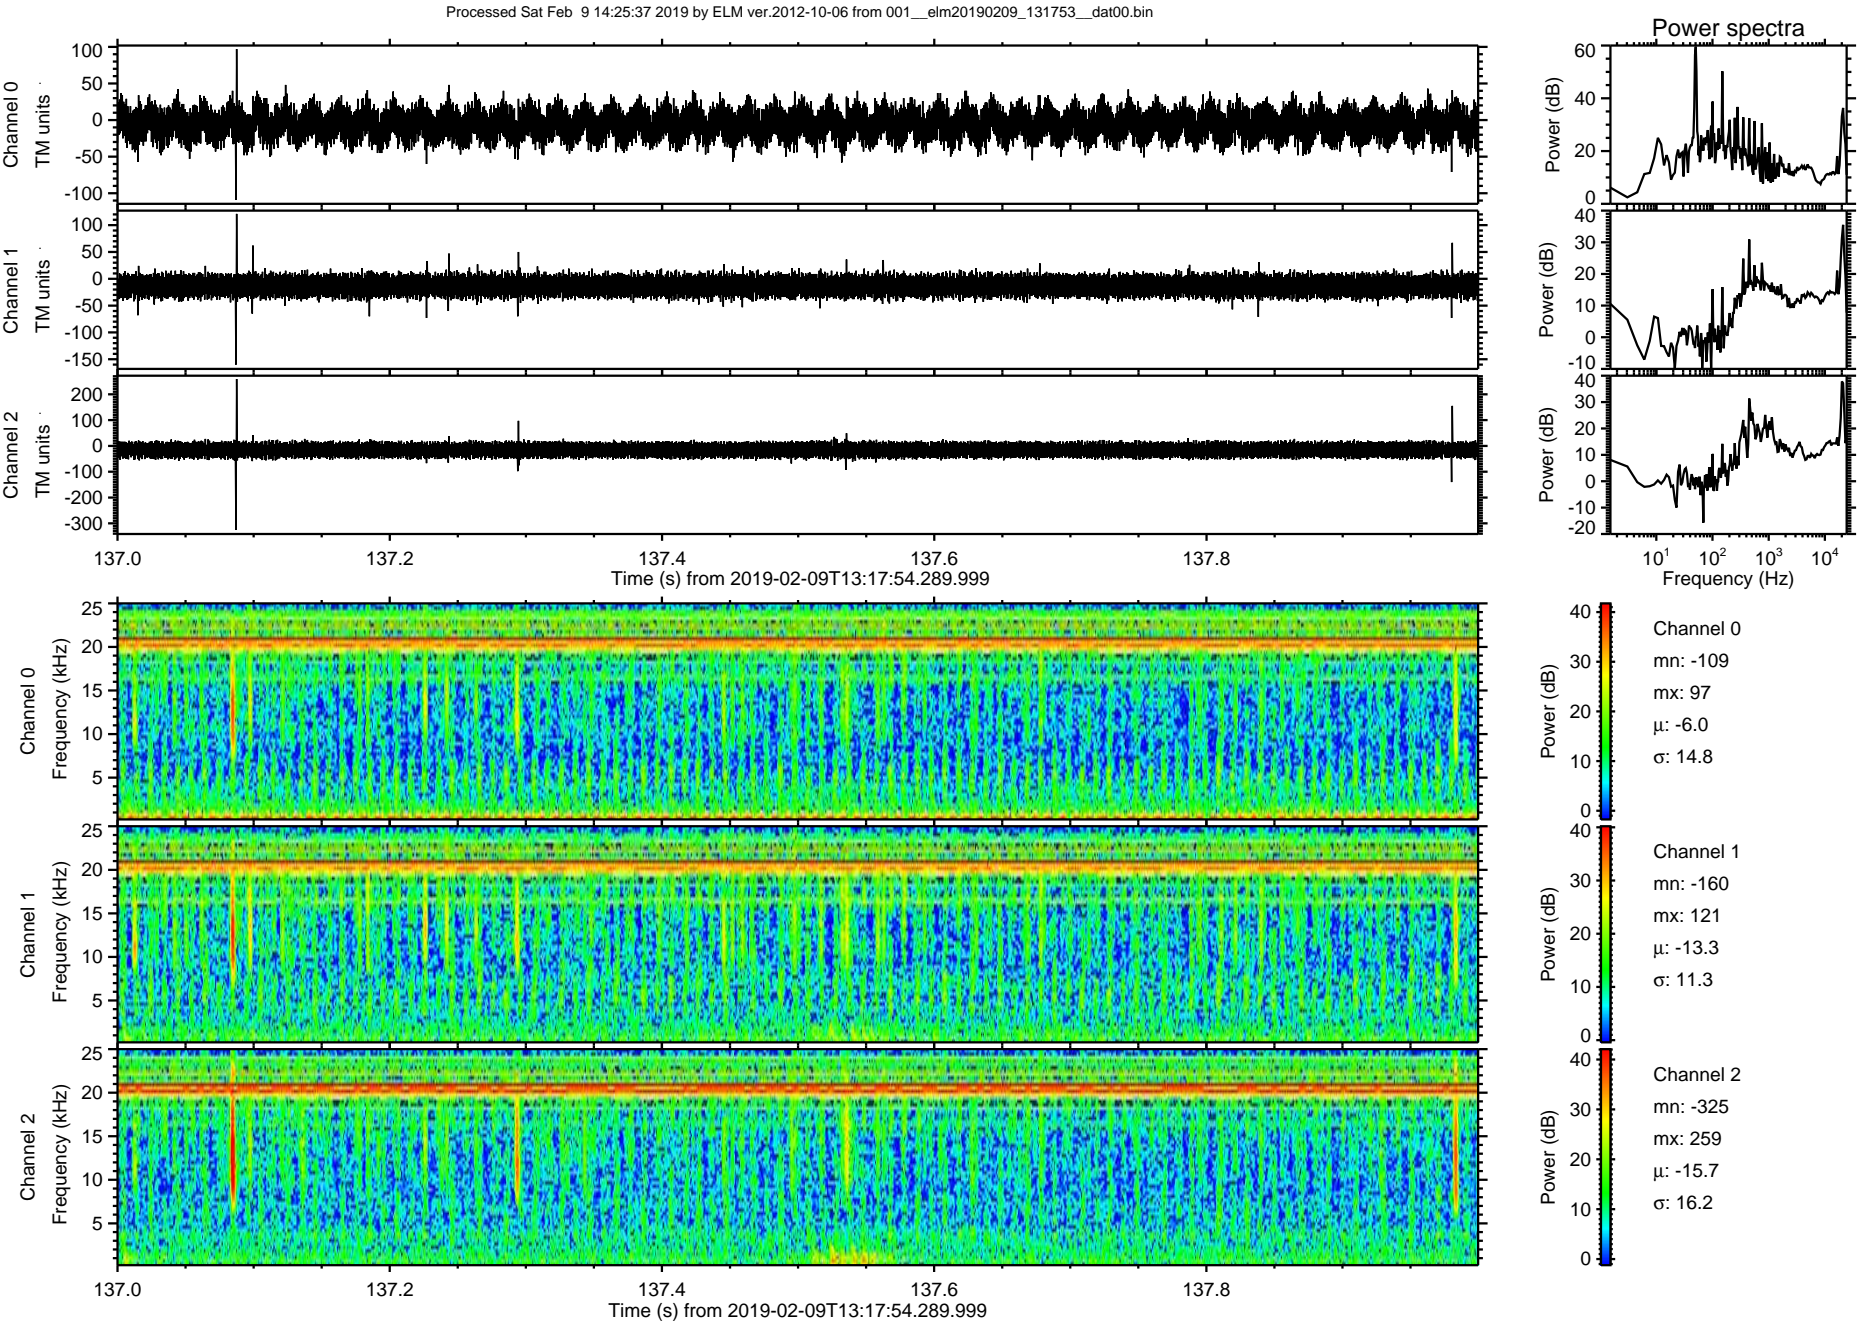 Processed Sat Feb  9 14:25:37 2019 by ELM ver.2012-10-06 from 001__elm20190209_131753__dat00.bin
Power spectra
Channel 0
TM units
100
50
0
-50
-100
Power (dB)
60
40
20
0
Channel 1
TM units
100
50
0
-50
-100
-150
Power (dB)
40
30
20
10
0
-10
Channel 2
TM units
200
100
0
-100
-200
-300
Power (dB)
40
30
20
10
0
-10
-20
137.0 137.2 137.4 137.6 137.8
Time (s) from 2019-02-09T13:17:54.289.999
10¹ 10² 10³ 10⁴
Frequency (Hz)
Channel 0
Frequency (kHz)
25
20
15
10
5
Power (dB)
40
30
20
10
0
Channel 0
mn: -109
mx: 97
μ: -6.0
σ: 14.8
Channel 1
Frequency (kHz)
25
20
15
10
5
Power (dB)
40
30
20
10
0
Channel 1
mn: -160
mx: 121
μ: -13.3
σ: 11.3
Channel 2
Frequency (kHz)
25
20
15
10
5
Power (dB)
40
30
20
10
0
Channel 2
mn: -325
mx: 259
μ: -15.7
σ: 16.2
137.0 137.2 137.4 137.6 137.8
Time (s) from 2019-02-09T13:17:54.289.999